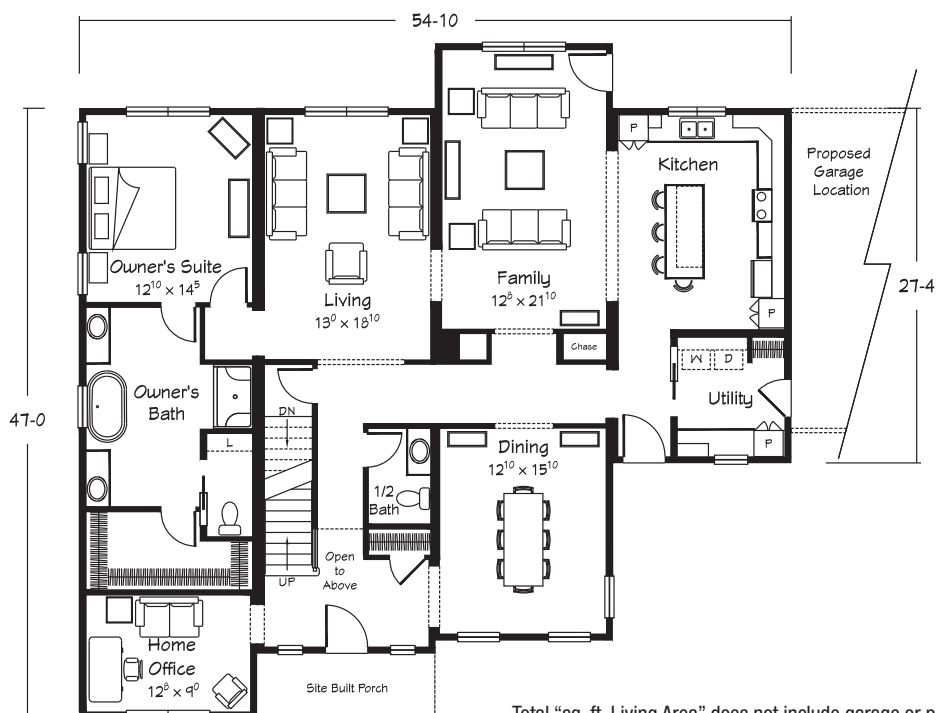 54-10
P
Kitchen
Proposed
Garage
Location
Owner's Suite
12¹⁰ x 14⁵
Living
13⁰ x 18¹⁰
Family
12⁸ x 21¹⁰
27-4
P
Chase
W D
Owner's
Bath
Utility
47-0
DN
L
Dining
12¹⁰ x 15¹⁰
P
1/2
Bath
Open
to
Above
UP
Home
Office
12⁸ x 9⁰
Site Built Porch
Total "sq. ft. Living Area" does not include garage or p